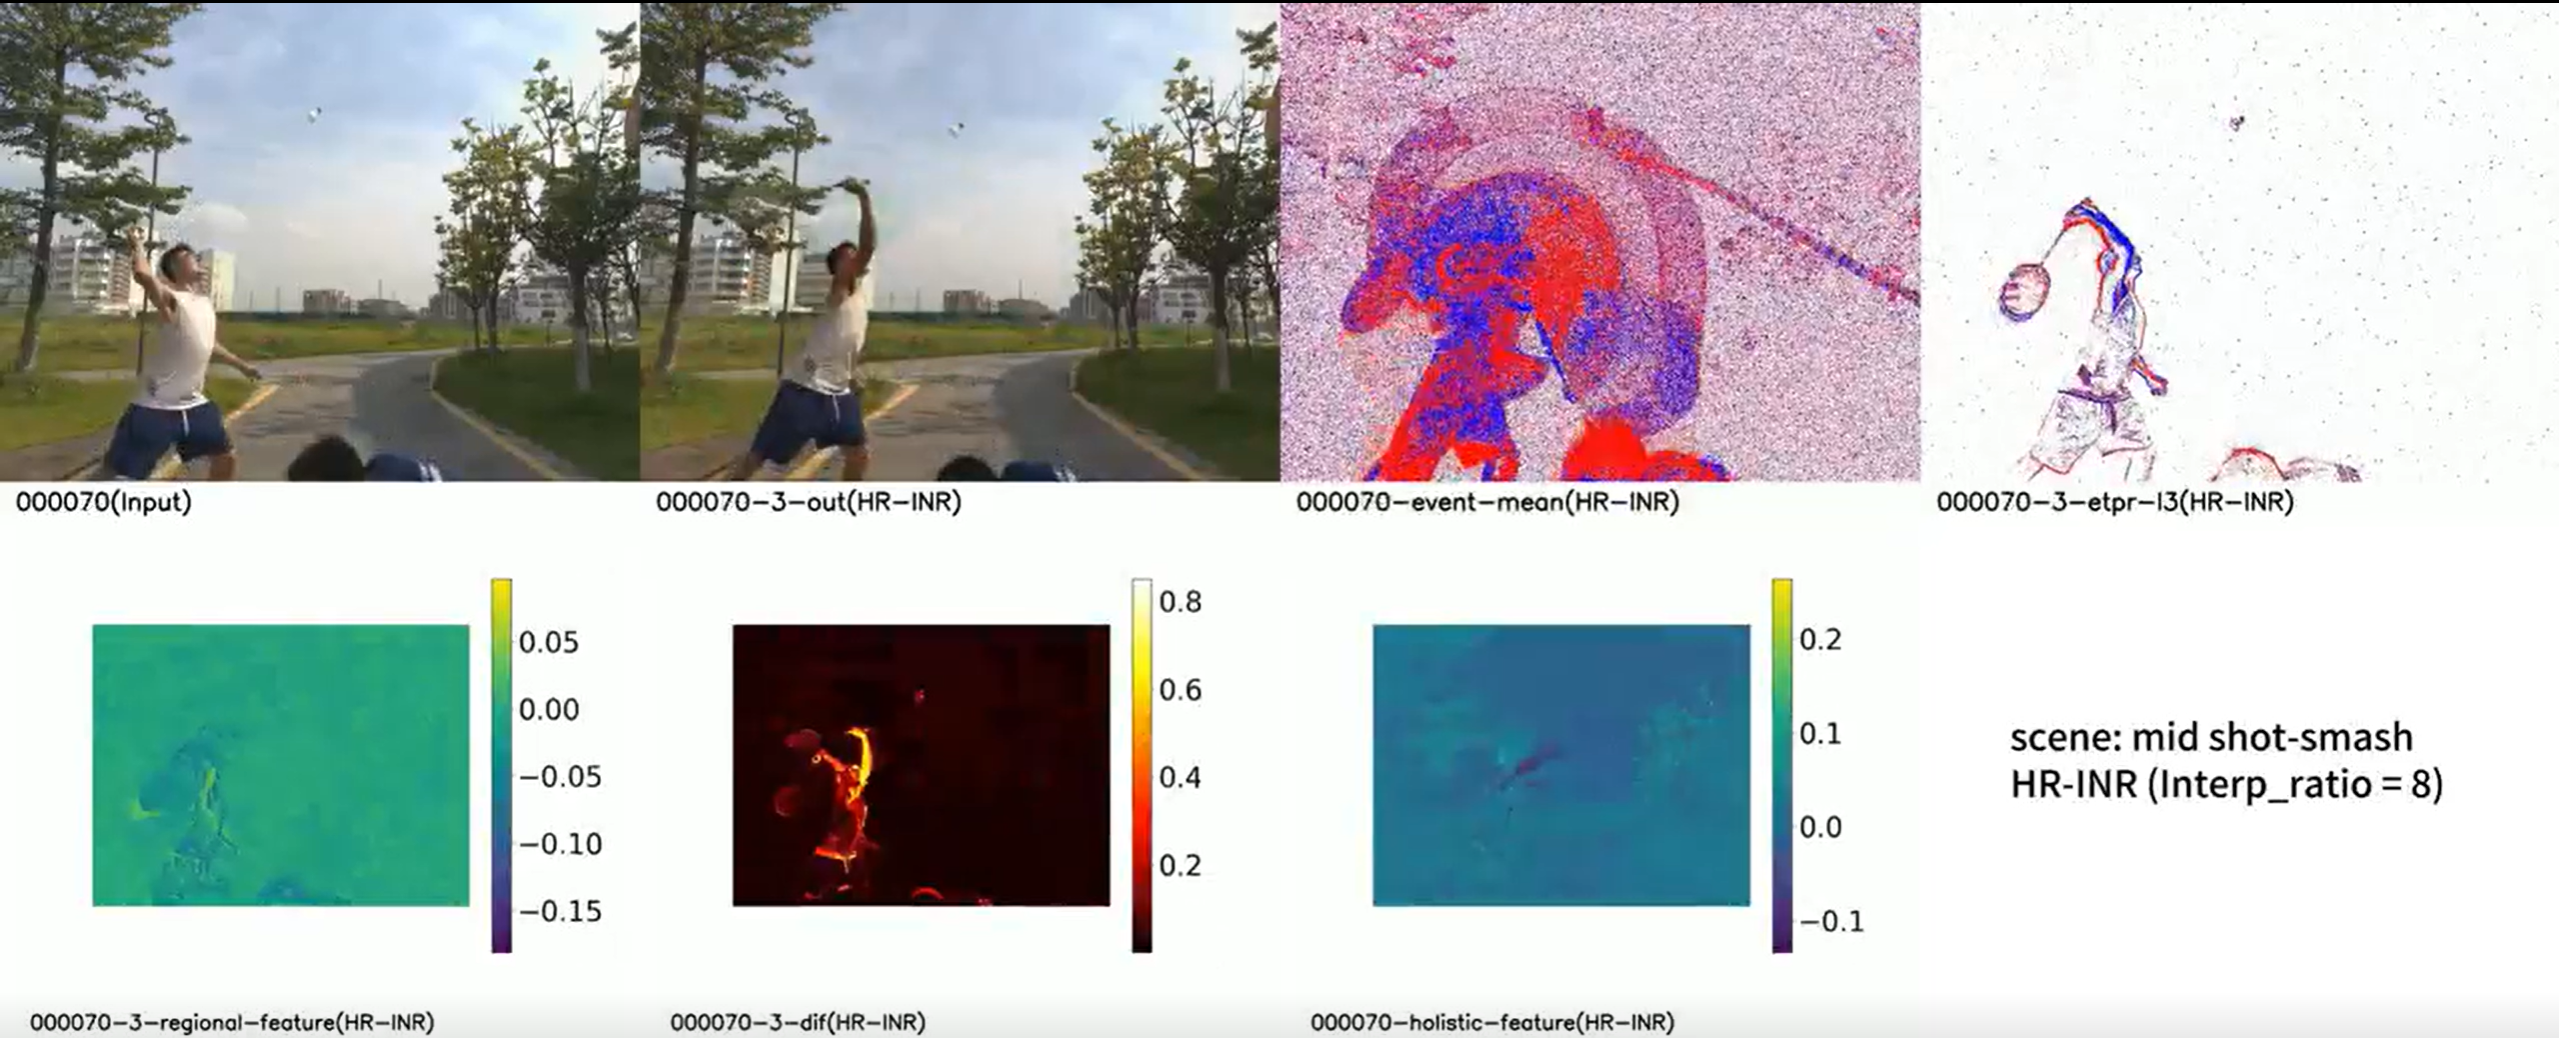 000070(Input)
000070-3-out(HR-INR)
000070-event-mean(HR-INR)
000070-3-etpr-l3(HR-INR)
0.05
0.00
-0.05
-0.10
-0.15
0.8
0.6
0.4
0.2
0.2
0.1
0.0
-0.1
scene: mid shot-smash
HR-INR (Interp_ratio = 8)
000070-3-regional-feature(HR-INR)
000070-3-dif(HR-INR)
000070-holistic-feature(HR-INR)